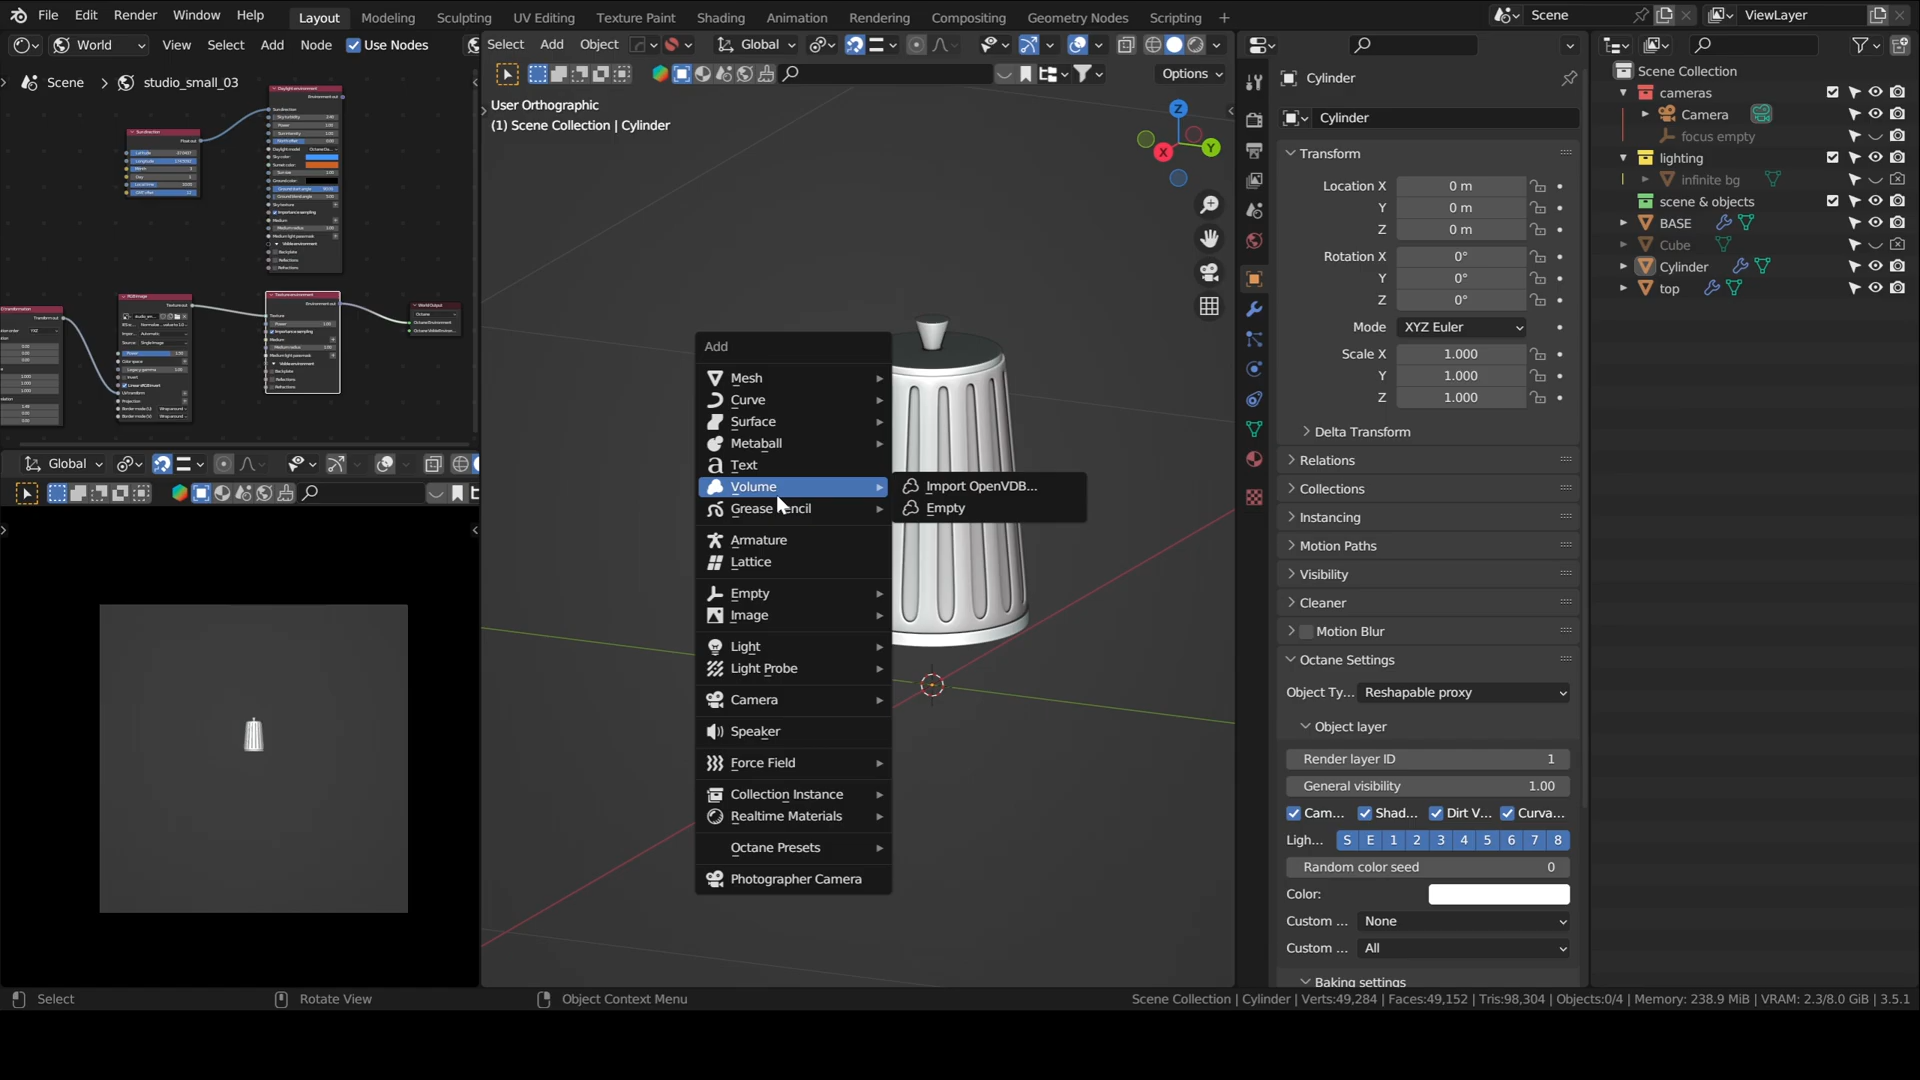 File Edit Render Window Help Layout Modeling Sculpting UV Editing Texture Paint Shading Animation Rendering Compositing Geometry Nodes Scripting + Scene ViewLayer
World View Select Add Node Use Nodes
Scene > studio_small_03
Select Add Object Global
Options
User Orthographic
(1) Scene Collection | Cylinder
Z
Y
X
Add
Mesh
Curve
Surface
Metaball
Text
Volume
Grease Pencil
Armature
Lattice
Empty
Image
Light
Light Probe
Camera
Speaker
Force Field
Collection Instance
Realtime Materials
Octane Presets
Photographer Camera
Import OpenVDB...
Empty
Global
Cylinder
Cylinder
Transform
Location X 0 m
Y 0 m
Z 0 m
Rotation X 0°
Y 0°
Z 0°
Mode XYZ Euler
Scale X 1.000
Y 1.000
Z 1.000
Delta Transform
Relations
Collections
Instancing
Motion Paths
Visibility
Cleaner
Motion Blur
Octane Settings
Object Ty... Reshapable proxy
Object layer
Render layer ID 1
General visibility 1.00
Cam... Shad... Dirt V... Curva...
Ligh... S E 1 2 3 4 5 6 7 8
Random color seed 0
Color:
Custom ... None
Custom ... All
Baking settings
Scene Collection
cameras
Camera
focus empty
lighting
infinite bg
scene & objects
BASE
Cube
Cylinder
top
Select Rotate View Object Context Menu Scene Collection | Cylinder | Verts:49,284 | Faces:49,152 | Tris:98,304 | Objects:0/4 | Memory: 238.9 MiB | VRAM: 2.3/8.0 GiB | 3.5.1